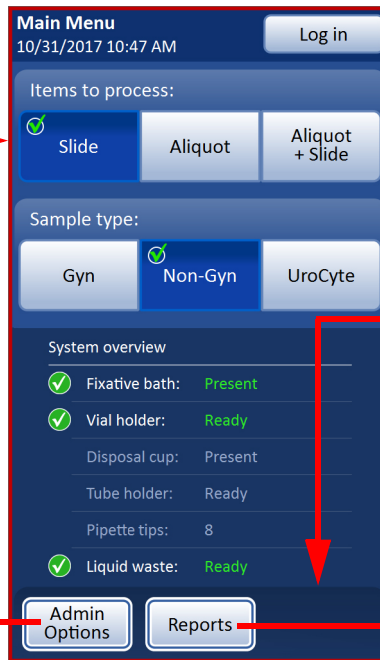 Main Menu
10/31/2017 10:47 AM
Log in
Items to process:
Slide
Aliquot
Aliquot
+ Slide
Sample type:
Gyn
Non-Gyn
UroCyte
System overview
Fixative bath: Present
Vial holder: Ready
Disposal cup: Present
Tube holder: Ready
Pipette tips: 8
Liquid waste: Ready
Admin
Options
Reports